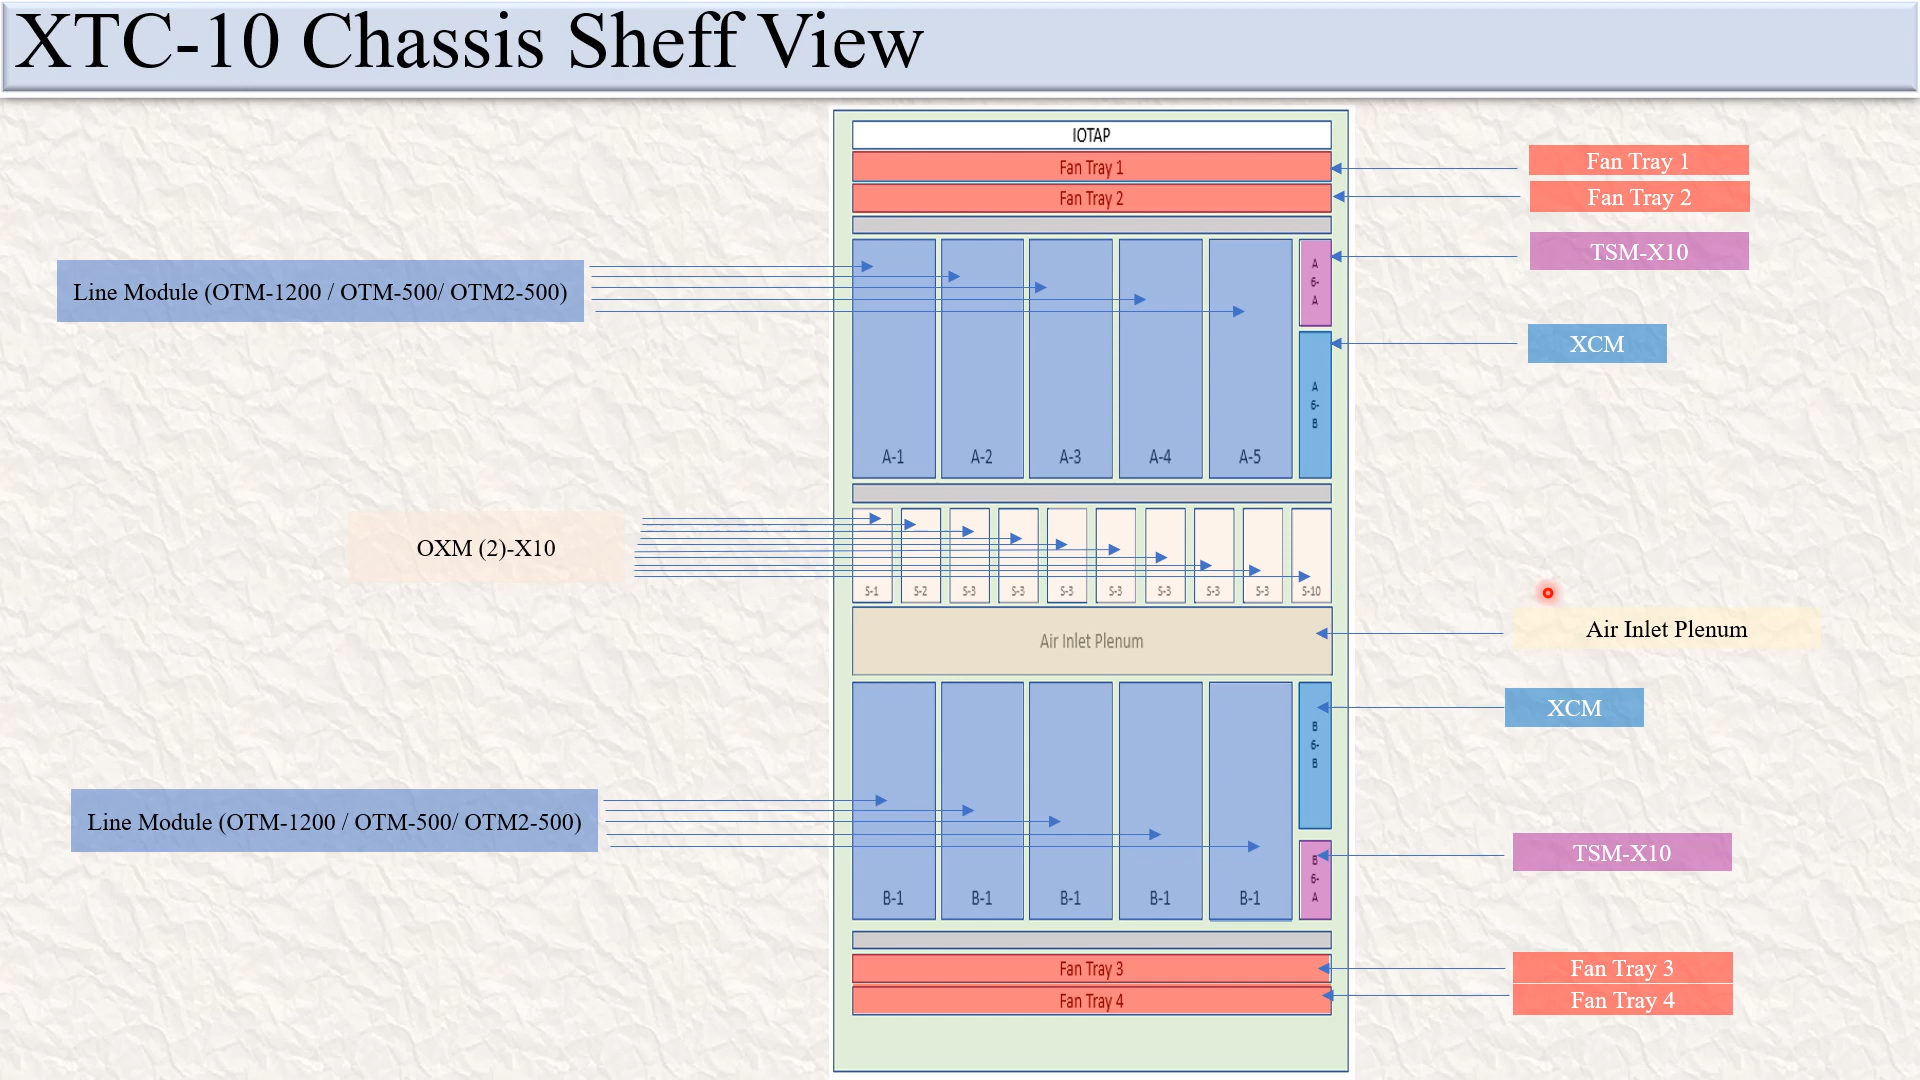 XTC-10 Chassis Sheff View
IOTAP
Fan Tray 1
Fan Tray 1
Fan Tray 2
Fan Tray 2
TSM-X10
A
6-
A
Line Module (OTM-1200 / OTM-500/ OTM2-500)
XCM
A
6-
B
A-1 A-2 A-3 A-4 A-5
OXM (2)-X10
S-1 S-2 S-3 S-3 S-3 S-3 S-3 S-3 S-3 S-10
Air Inlet Plenum
Air Inlet Plenum
XCM
B
6-
B
Line Module (OTM-1200 / OTM-500/ OTM2-500)
TSM-X10
B
6-
A
B-1 B-1 B-1 B-1 B-1
Fan Tray 3
Fan Tray 3
Fan Tray 4
Fan Tray 4